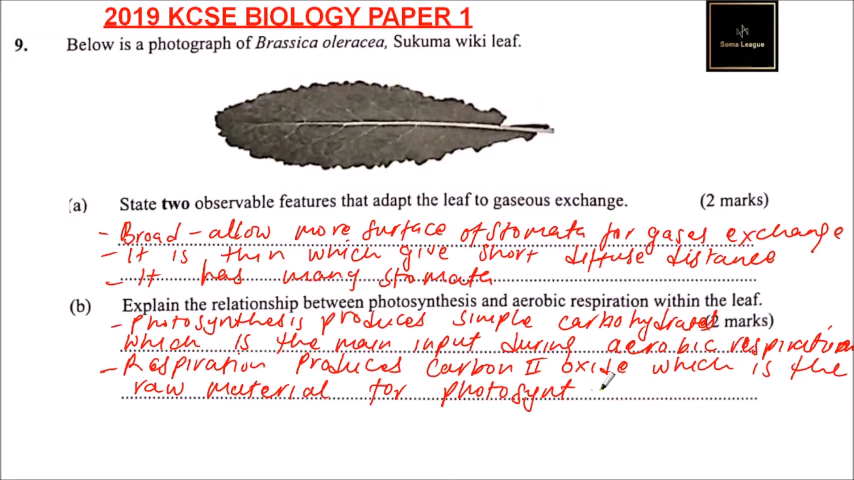 2019 KCSE BIOLOGY PAPER 1
Soma League
9. Below is a photograph of Brassica oleracea, Sukuma wiki leaf.
(a) State two observable features that adapt the leaf to gaseous exchange. (2 marks)
- Broad - allow more surface of stomata for gases exchange
- It is thin which give short diffuse distance
- It has many stomata
(b) Explain the relationship between photosynthesis and aerobic respiration within the leaf.
(2 marks)
- Photosynthesis produces simple carbohydrates
which is the main input during aerobic respiration
- Respiration produces Carbon II oxide which is the
raw material for photosynt